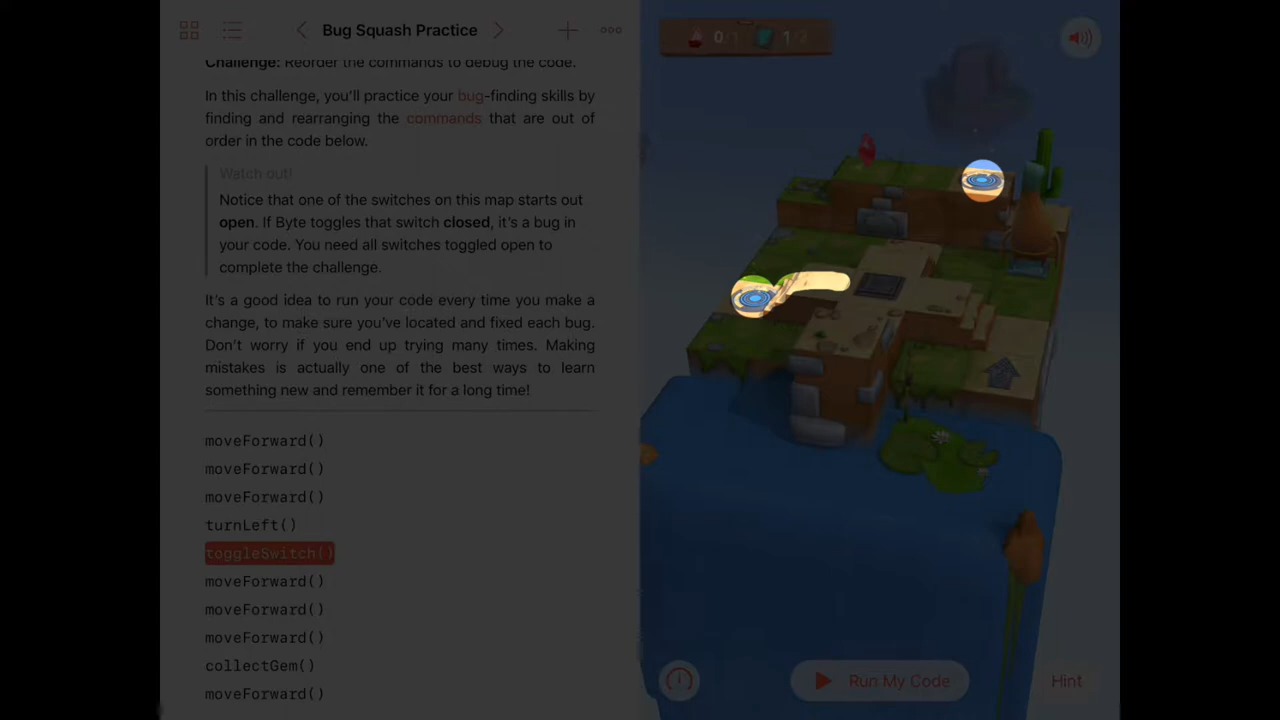 Bug Squash Practice
Challenge: Reorder the commands to debug the code.
In this challenge, you'll practice your bug-finding skills by
finding and rearranging the commands that are out of
order in the code below.
Watch out!
Notice that one of the switches on this map starts out
open. If Byte toggles that switch closed, it's a bug in
your code. You need all switches toggled open to
complete the challenge.
It's a good idea to run your code every time you make a
change, to make sure you've located and fixed each bug.
Don't worry if you end up trying many times. Making
mistakes is actually one of the best ways to learn
something new and remember it for a long time!
moveForward()
moveForward()
moveForward()
turnLeft()
toggleSwitch()
moveForward()
moveForward()
moveForward()
collectGem()
moveForward()
0/1 1/2
Run My Code
Hint